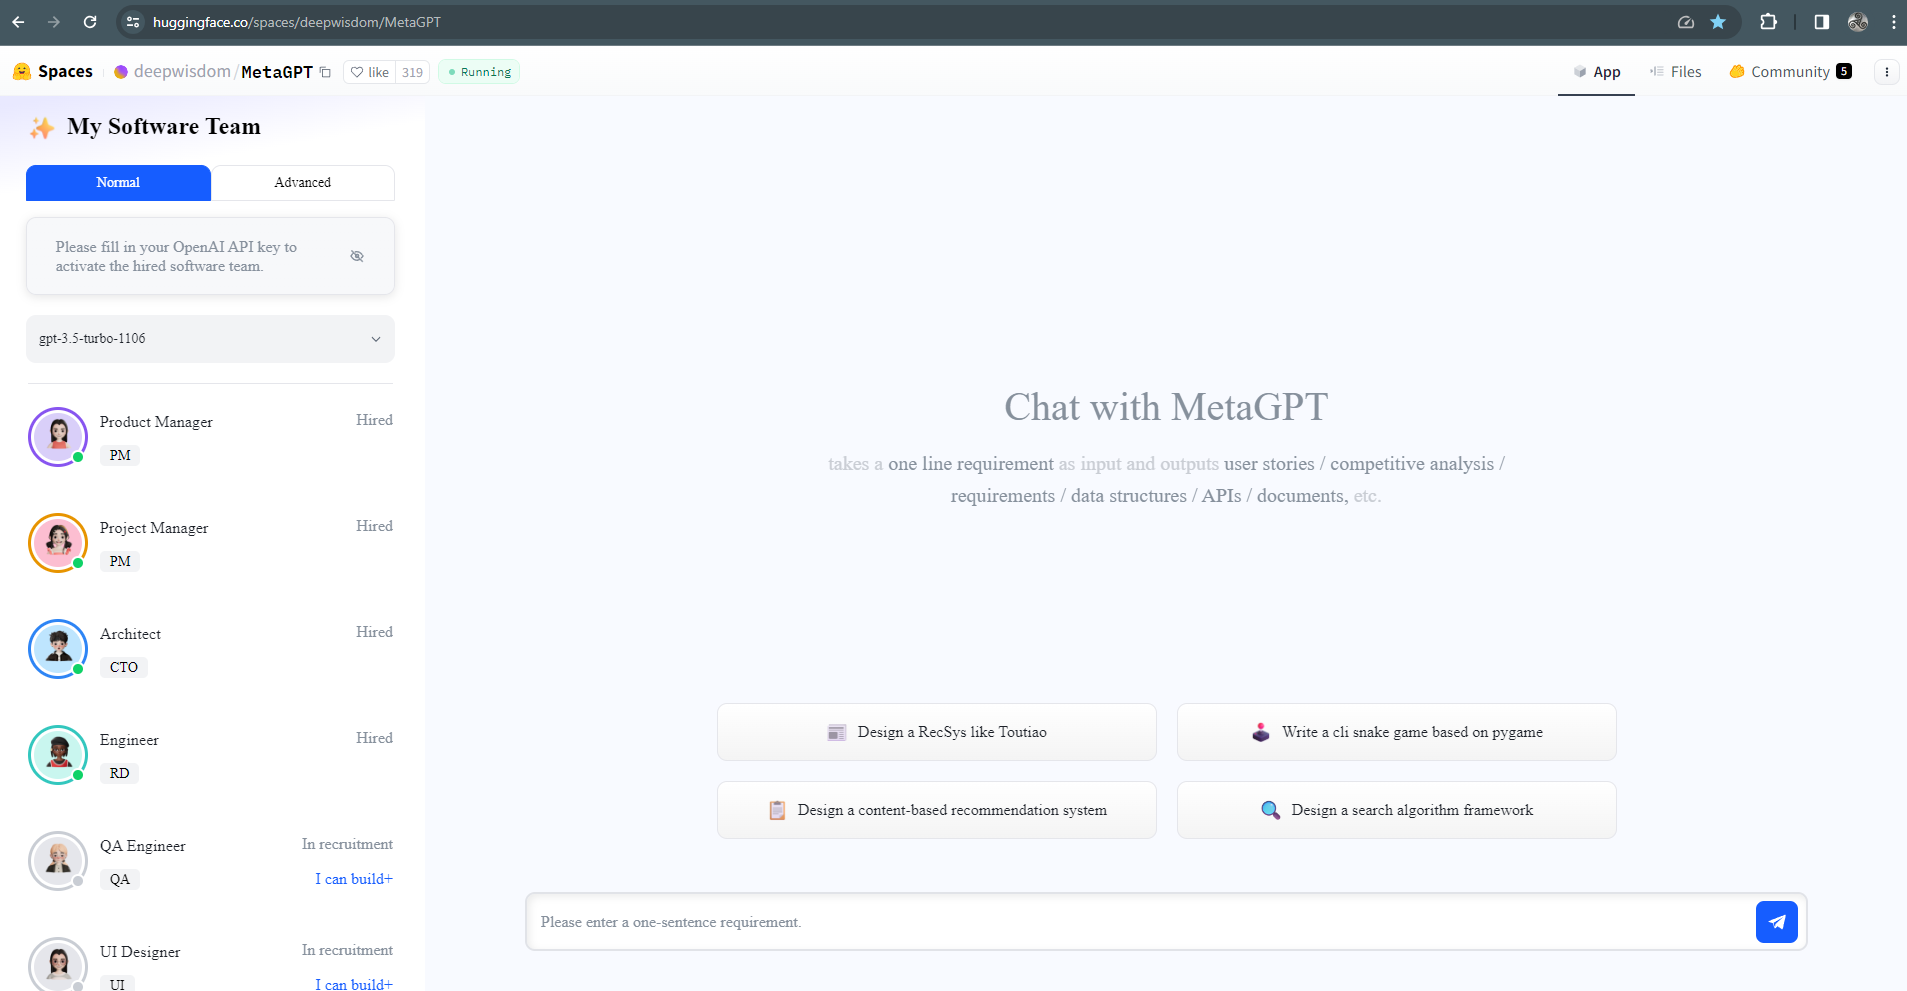 huggingface.co/spaces/deepwisdom/MetaGPT
Spaces deepwisdom/MetaGPT like 319 Running App Files Community 5
My Software Team
Normal Advanced
Please fill in your OpenAI API key to
activate the hired software team.
gpt-3.5-turbo-1106
Product Manager Hired
PM
Project Manager Hired
PM
Architect Hired
CTO
Engineer Hired
RD
QA Engineer In recruitment
QA I can build+
UI Designer In recruitment
UI I can build+
Chat with MetaGPT
takes a one line requirement as input and outputs user stories / competitive analysis /
requirements / data structures / APIs / documents, etc.
Design a RecSys like Toutiao
Write a cli snake game based on pygame
Design a content-based recommendation system
Design a search algorithm framework
Please enter a one-sentence requirement.